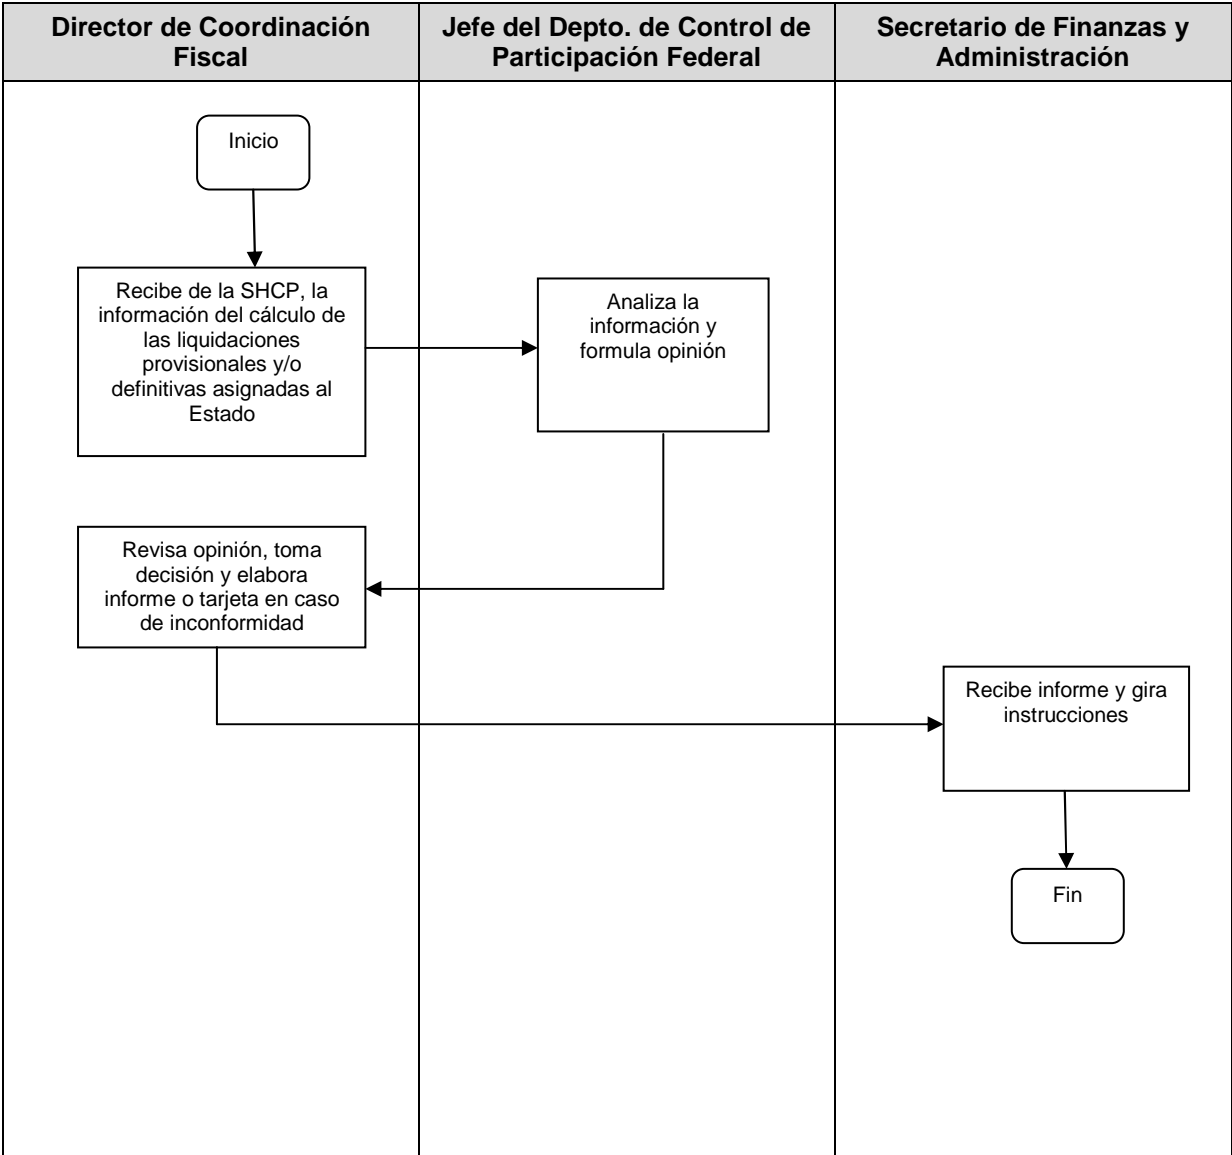 Director de Coordinación
Fiscal
Jefe del Depto. de Control de
Participación Federal
Secretario de Finanzas y
Administración
Inicio
Recibe de la SHCP, la
información del cálculo de
las liquidaciones
provisionales y/o
definitivas asignadas al
Estado
Analiza la
información y
formula opinión
Revisa opinión, toma
decisión y elabora
informe o tarjeta en caso
de inconformidad
Recibe informe y gira
instrucciones
Fin